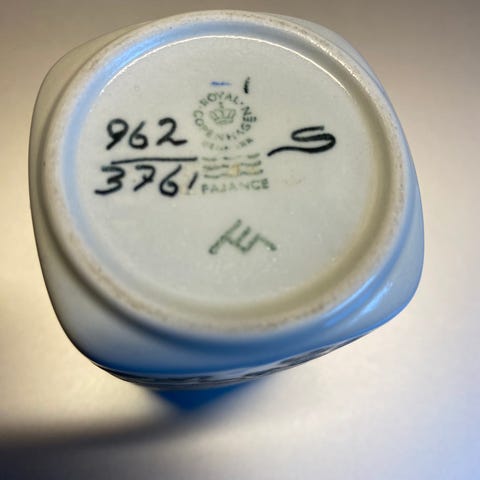 ROYAL
COPENHAGEN
DENMARK
FAJANCE
962
3761
S